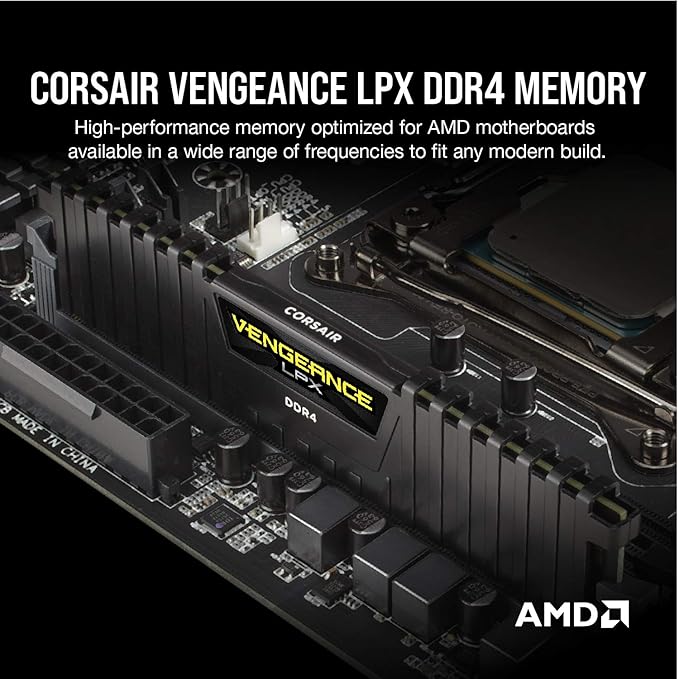 CORSAIR VENGEANCE LPX DDR4 MEMORY
High-performance memory optimized for AMD motherboards
available in a wide range of frequencies to fit any modern build.
CORSAIR
VENGEANCE
LPX
DDR4
MADE IN CHINA
AMD